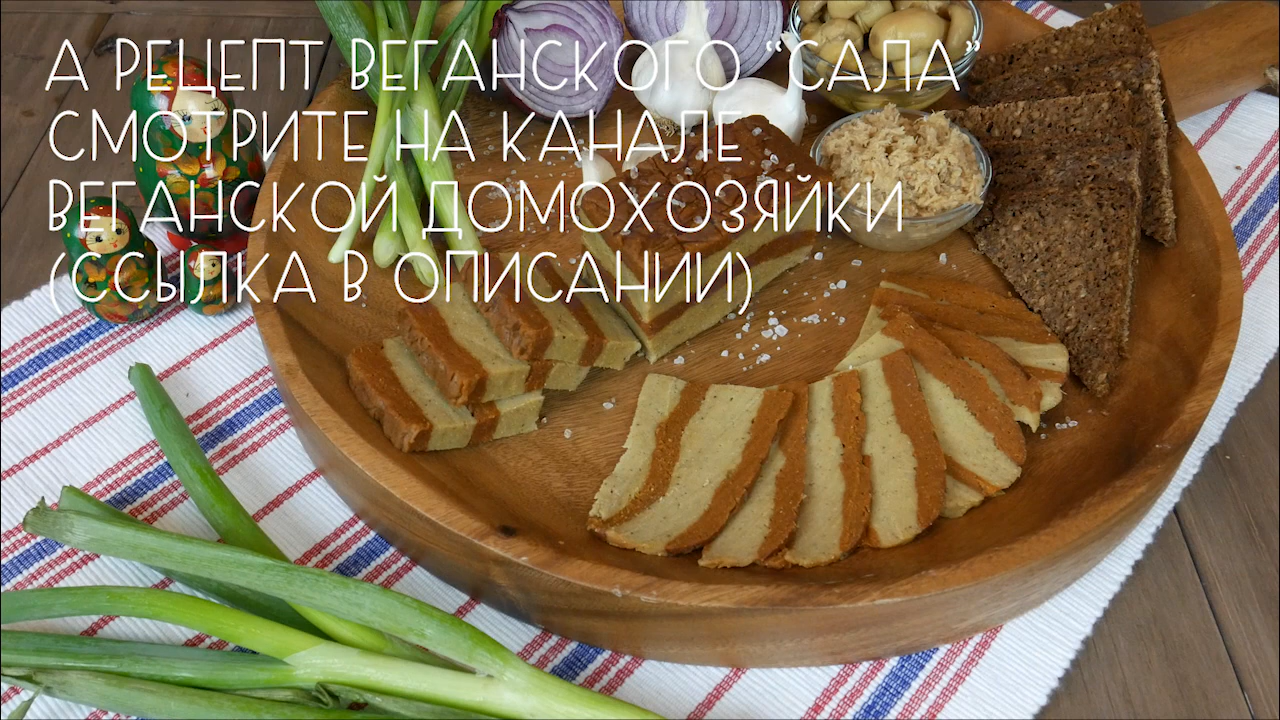 А РЕЦЕПТ ВЕГАНСКОГО “САЛА”
СМОТРИТЕ НА КАНАЛЕ
ВЕГАНСКОЙ ДОМОХОЗЯЙКИ
(ССЫЛКА В ОПИСАНИИ)